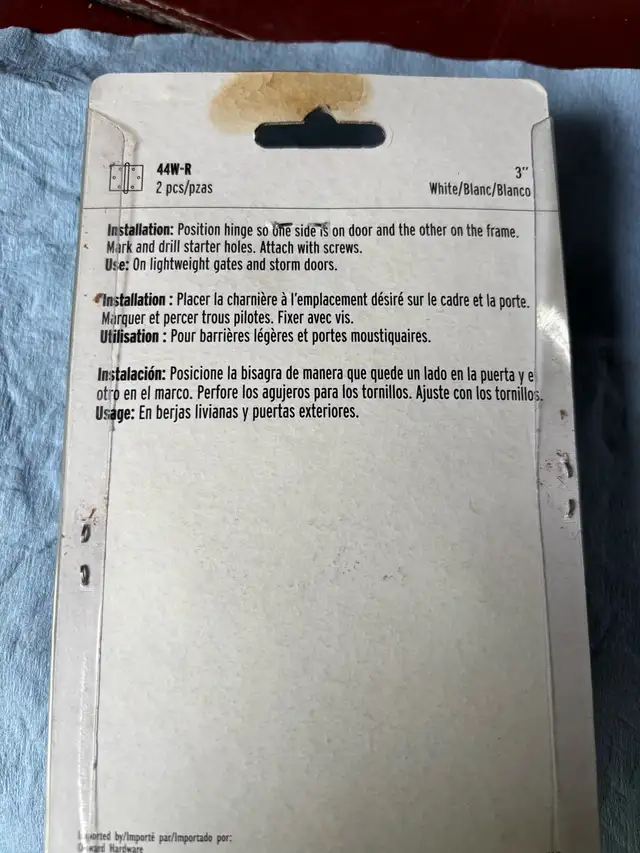 44W-R 3"
2 pcs/pzas White/Blanc/Blanco
Installation: Position hinge so one side is on door and the other on the frame.
Mark and drill starter holes. Attach with screws.
Use: On lightweight gates and storm doors.
Installation : Placer la charnière à l'emplacement désiré sur le cadre et la porte.
Marquer et percer trous pilotes. Fixer avec vis.
Utilisation : Pour barrières légères et portes moustiquaires.
Instalación: Posicione la bisagra de manera que quede un lado en la puerta y e
otro en el marco. Perfore los agujeros para los tornillos. Ajuste con los tornillos.
Usage: En berjas livianas y puertas exteriores.
Imported by/Importé par/Importado por:
Onward Hardware